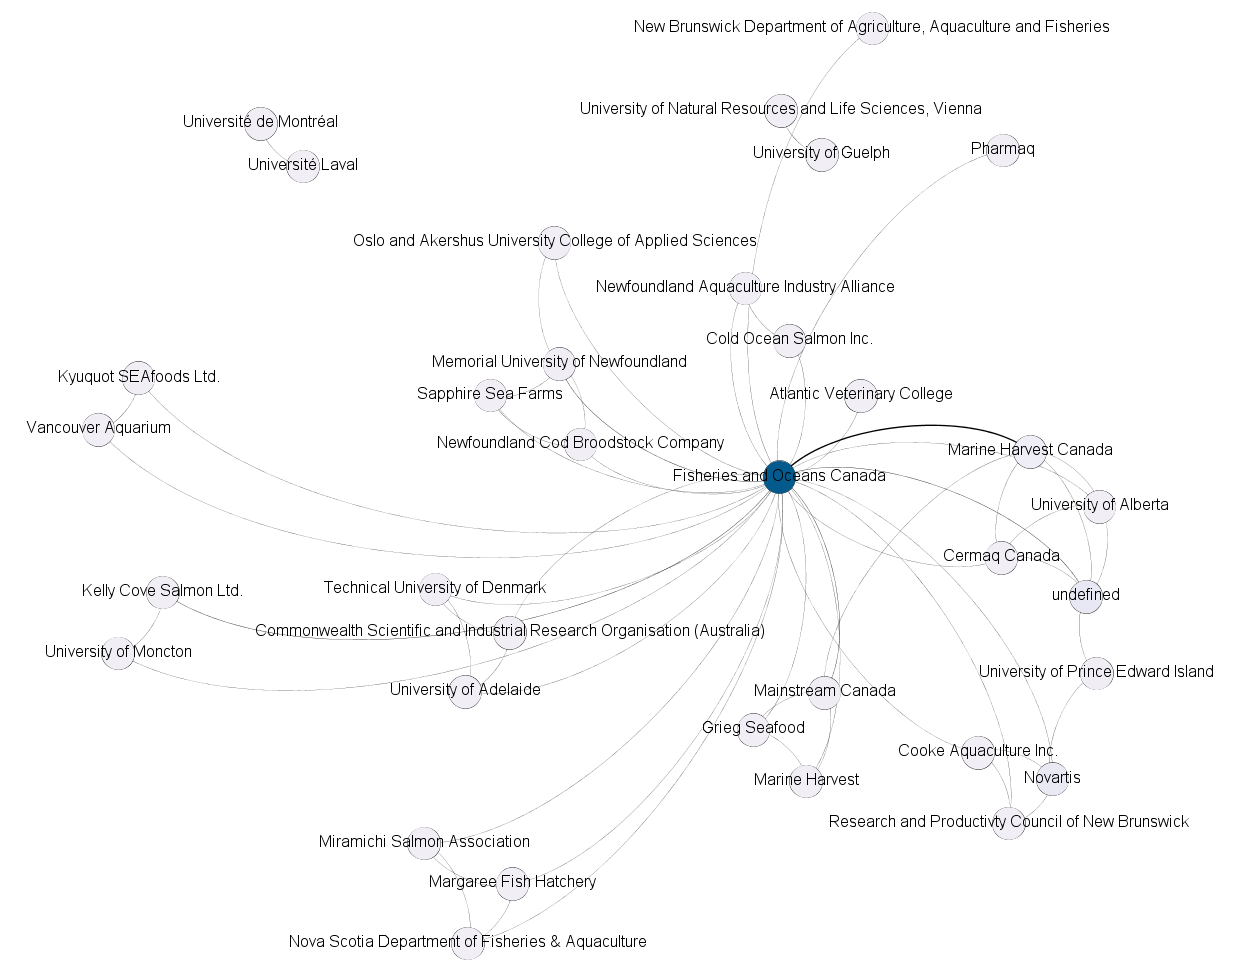 New Brunswick Department of Agriculture, Aquaculture and Fisheries
University of Natural Resources and Life Sciences, Vienna
Université de Montréal
Pharmaq
University of Guelph
Université Laval
Oslo and Akershus University College of Applied Sciences
Newfoundland Aquaculture Industry Alliance
Cold Ocean Salmon Inc.
Memorial University of Newfoundland
Kyuquot SEAfoods Ltd.
Sapphire Sea Farms
Atlantic Veterinary College
Vancouver Aquarium
Newfoundland Cod Broodstock Company
Marine Harvest Canada
Fisheries and Oceans Canada
University of Alberta
Cermaq Canada
Technical University of Denmark
Kelly Cove Salmon Ltd.
undefined
Commonwealth Scientific and Industrial Research Organisation (Australia)
University of Moncton
University of Prince Edward Island
University of Adelaide
Mainstream Canada
Grieg Seafood
Cooke Aquaculture Inc.
Novartis
Marine Harvest
Research and Productivty Council of New Brunswick
Miramichi Salmon Association
Margaree Fish Hatchery
Nova Scotia Department of Fisheries & Aquaculture